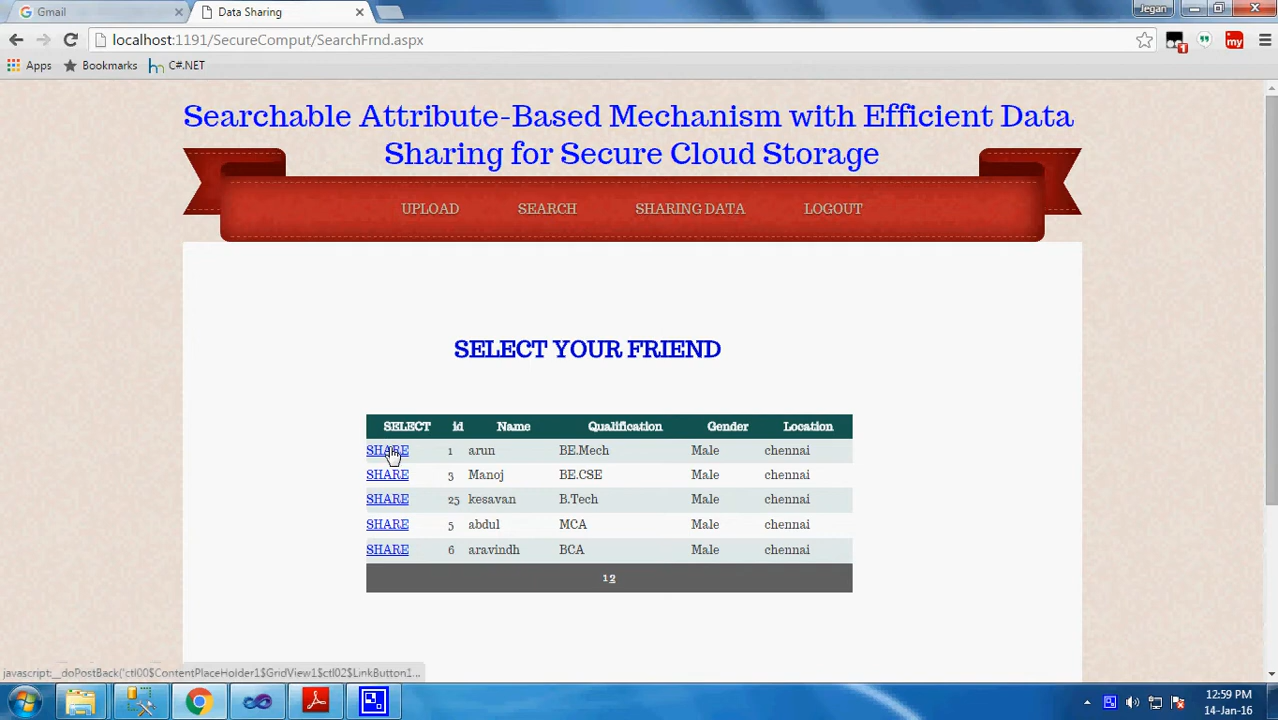 Gmail
Data Sharing
Jegan
localhost:1191/SecureComput/SearchFrnd.aspx
1
my
Apps
Bookmarks
C#.NET
Searchable Attribute-Based Mechanism with Efficient Data
Sharing for Secure Cloud Storage
UPLOAD SEARCH SHARING DATA LOGOUT
SELECT YOUR FRIEND
SELECT id Name Qualification Gender Location
SHARE 1 arun BE.Mech Male chennai
SHARE 3 Manoj BE.CSE Male chennai
SHARE 25 kesavan B.Tech Male chennai
SHARE 5 abdul MCA Male chennai
SHARE 6 aravindh BCA Male chennai
1 2
javascript:__doPostBack('ctl00$ContentPlaceHolder1$GridView1$ctl02$LinkButton1...
12:59 PM
14-Jan-16